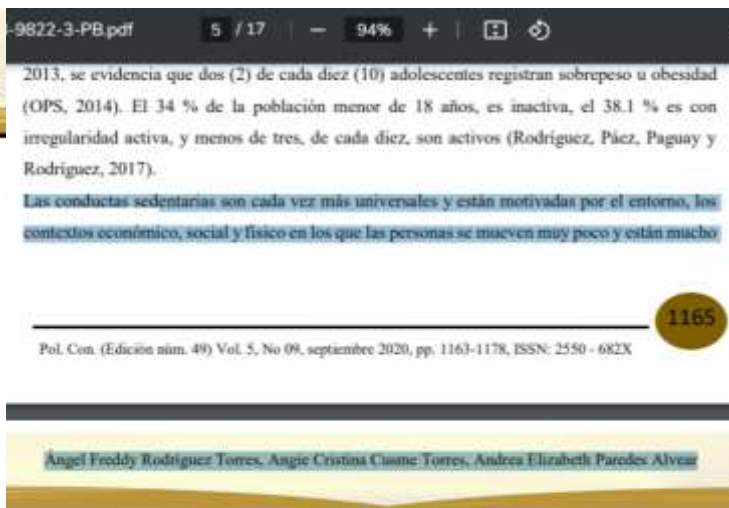 -9822-3-PB.pdf 5 / 17 — 94% +
2013, se evidencia que dos (2) de cada diez (10) adolescentes registran sobrepeso u obesidad
(OPS, 2014). El 34 % de la población menor de 18 años, es inactiva, el 38.1 % es con
irregularidad activa, y menos de tres, de cada diez, son activos (Rodríguez, Páez, Paguay y
Rodríguez, 2017).
Las conductas sedentarias son cada vez más universales y están motivadas por el entorno, los
contextos económico, social y físico en los que las personas se mueven muy poco y están mucho
1165
Pol. Con. (Edición núm. 49) Vol. 5, No 09, septiembre 2020, pp. 1163-1178, ISSN: 2550 - 682X
Ángel Freddy Rodríguez Torres, Angie Cristina Cusme Torres, Andrea Elizabeth Paredes Alvear